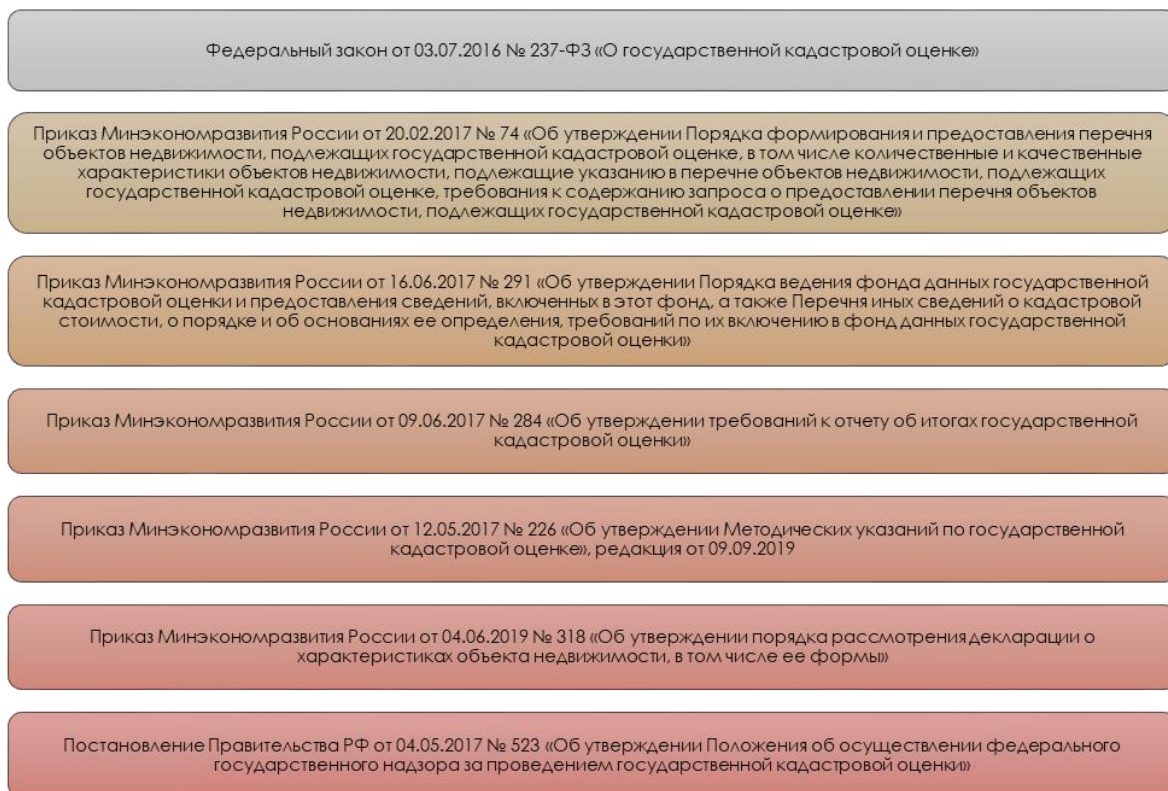 Федеральный закон от 03.07.2016 № 237-ФЗ «О государственной кадастровой оценке»
Приказ Минэкономразвития России от 20.02.2017 № 74 «Об утверждении Порядка формирования и предоставления перечня
объектов недвижимости, подлежащих государственной кадастровой оценке, в том числе количественные и качественные
характеристики объектов недвижимости, подлежащие указанию в перечне объектов недвижимости, подлежащих
государственной кадастровой оценке, требования к содержанию запроса о предоставлении перечня объектов
недвижимости, подлежащих государственной кадастровой оценке»
Приказ Минэкономразвития России от 16.06.2017 № 291 «Об утверждении Порядка ведения фонда данных государственной
кадастровой оценки и предоставления сведений, включенных в этот фонд, а также Перечня иных сведений о кадастровой
стоимости, о порядке и об основаниях ее определения, требований по их включению в фонд данных государственной
кадастровой оценки»
Приказ Минэкономразвития России от 09.06.2017 № 284 «Об утверждении требований к отчету об итогах государственной
кадастровой оценки»
Приказ Минэкономразвития России от 12.05.2017 № 226 «Об утверждении Методических указаний по государственной
кадастровой оценке», редакция от 09.09.2019
Приказ Минэкономразвития России от 04.06.2019 № 318 «Об утверждении порядка рассмотрения декларации о
характеристиках объекта недвижимости, в том числе ее формы»
Постановление Правительства РФ от 04.05.2017 № 523 «Об утверждении Положения об осуществлении федерального
государственного надзора за проведением государственной кадастровой оценки»